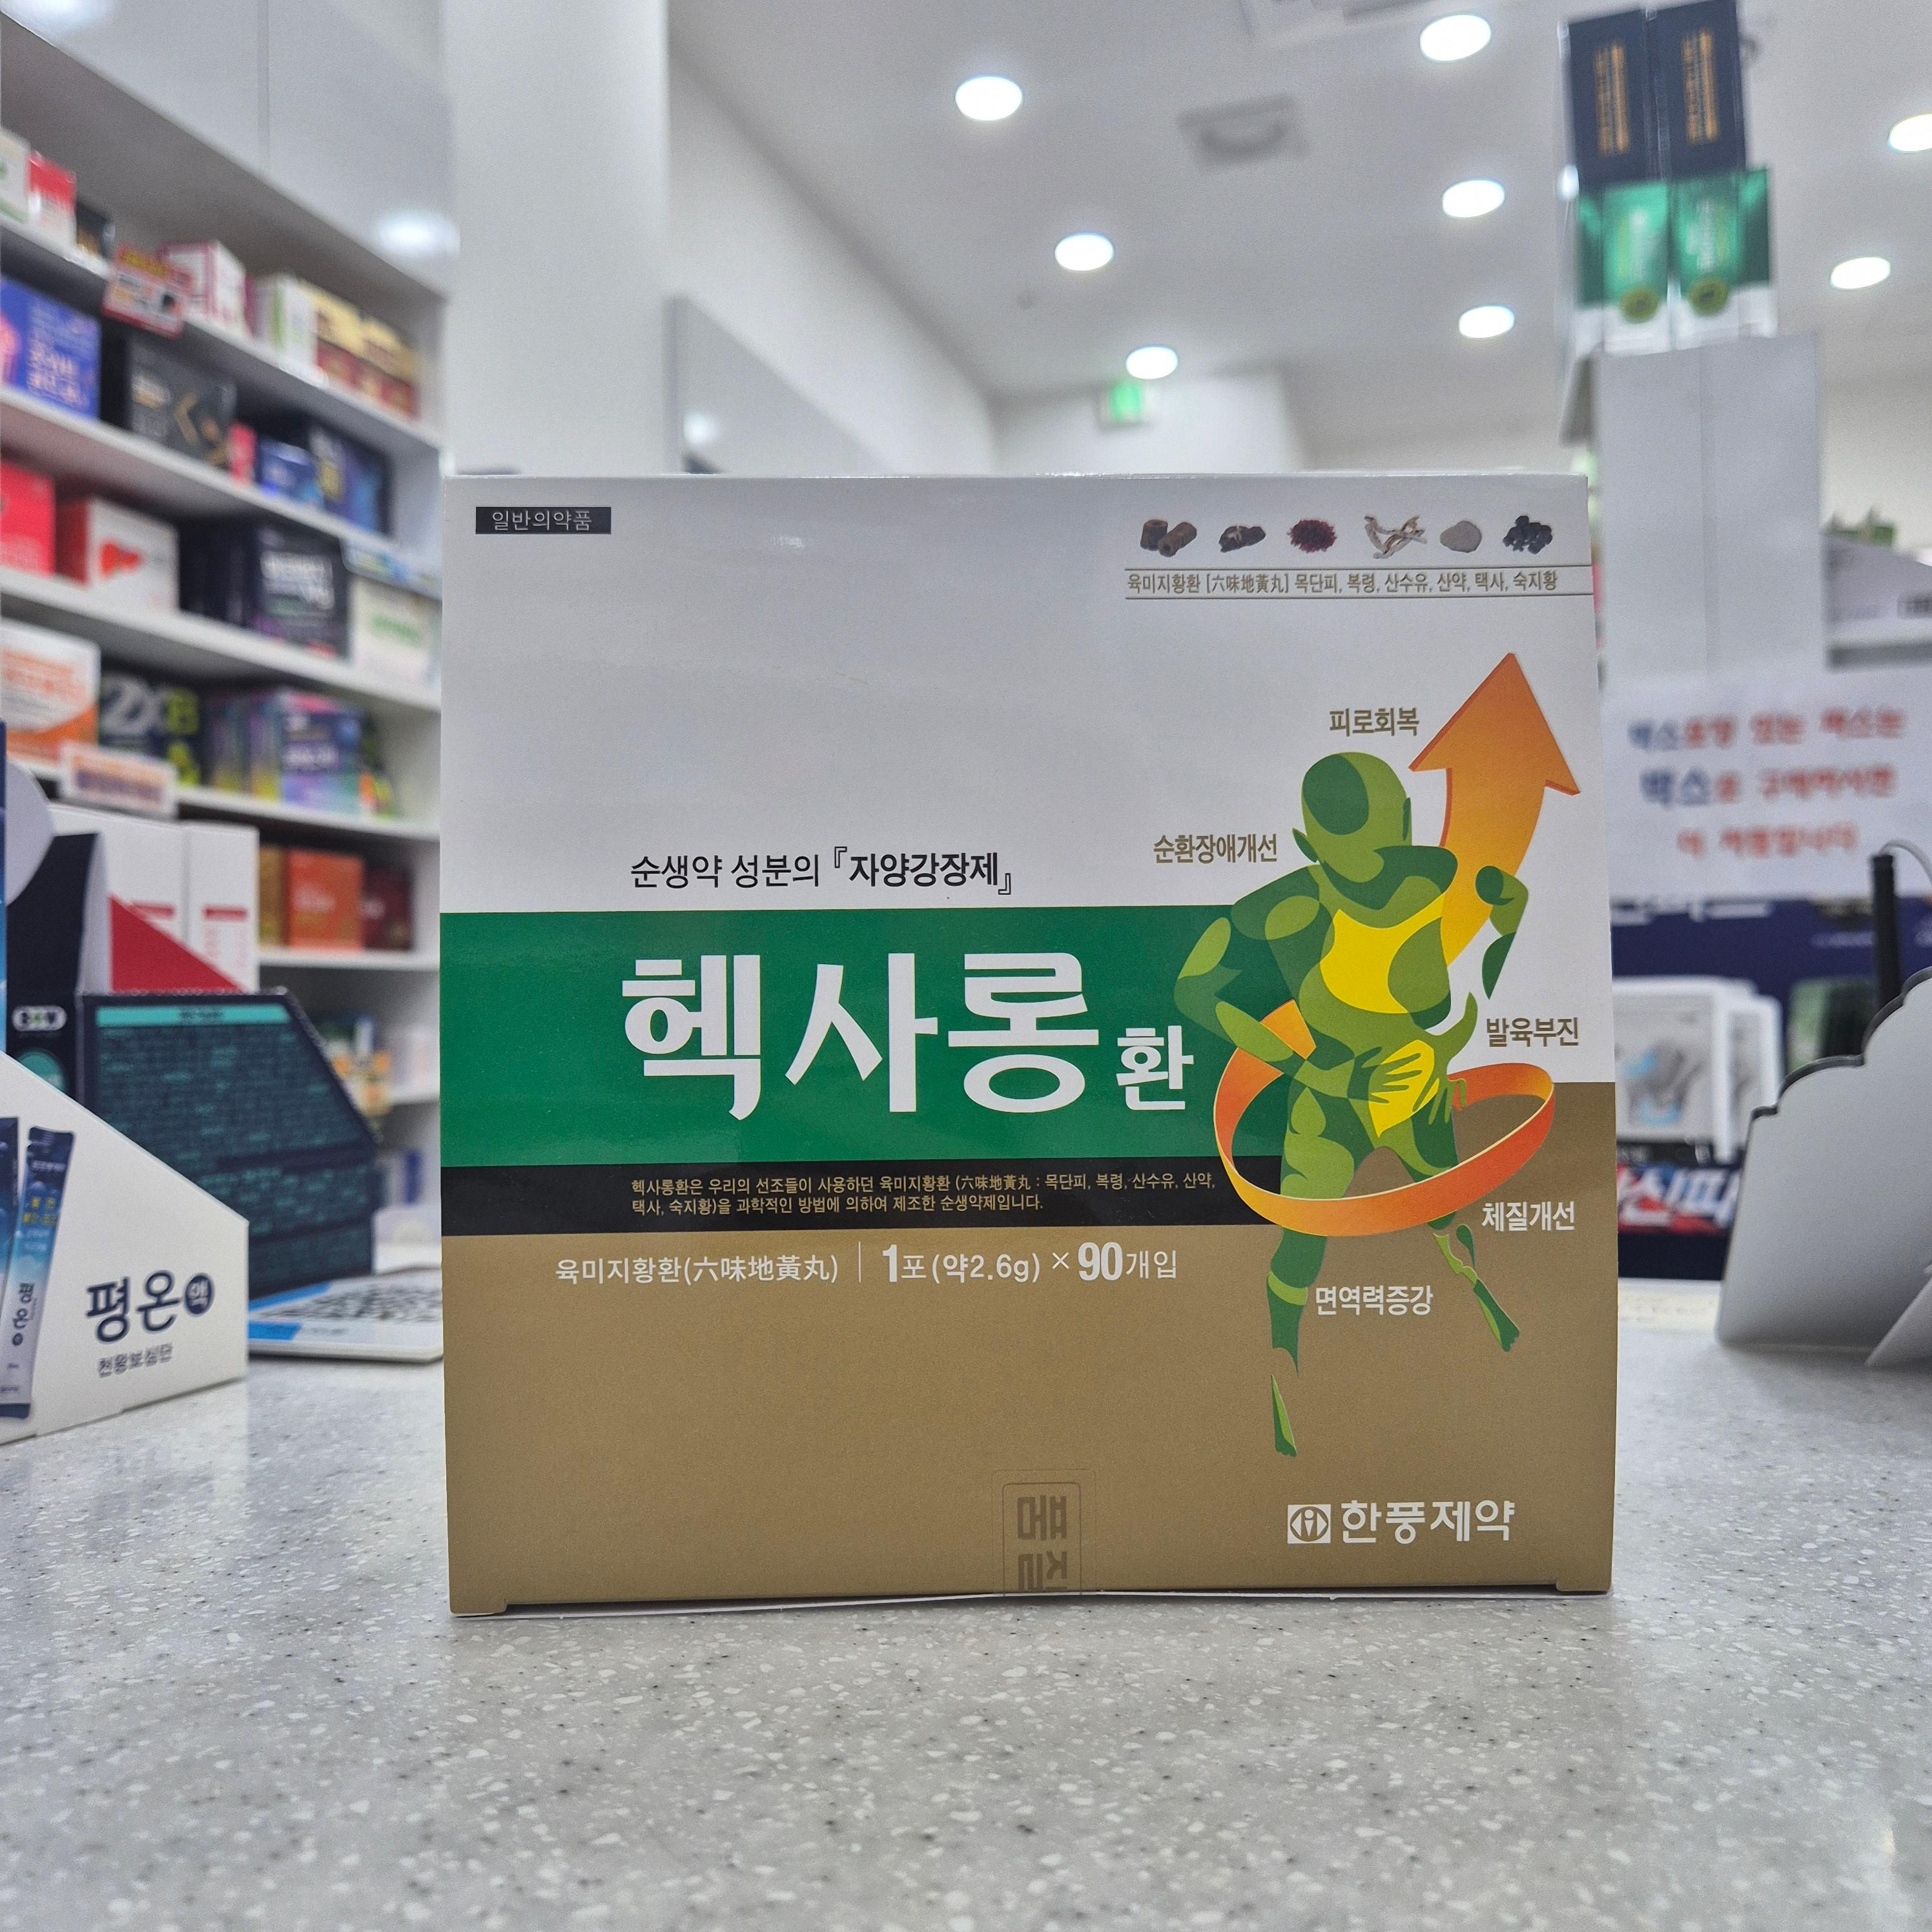 일반의약품
육미지황환 [六味地黃丸] 목단피, 복령, 산수유, 산약, 택사, 숙지황
피로회복
순환장애개선
순생약 성분의 『자양강장제』
헥사롱환
발육부진
헥사롱환은 우리의 선조들이 사용하던 육미지황환 (六味地黃丸 : 목단피, 복령, 산수유, 산약,
택사, 숙지황)을 과학적인 방법에 의하여 제조한 순생약제입니다.
체질개선
육미지황환(六味地黃丸) 1포(약2.6g) × 90개입
면역력증강
한풍제약
평온액
천왕보심단